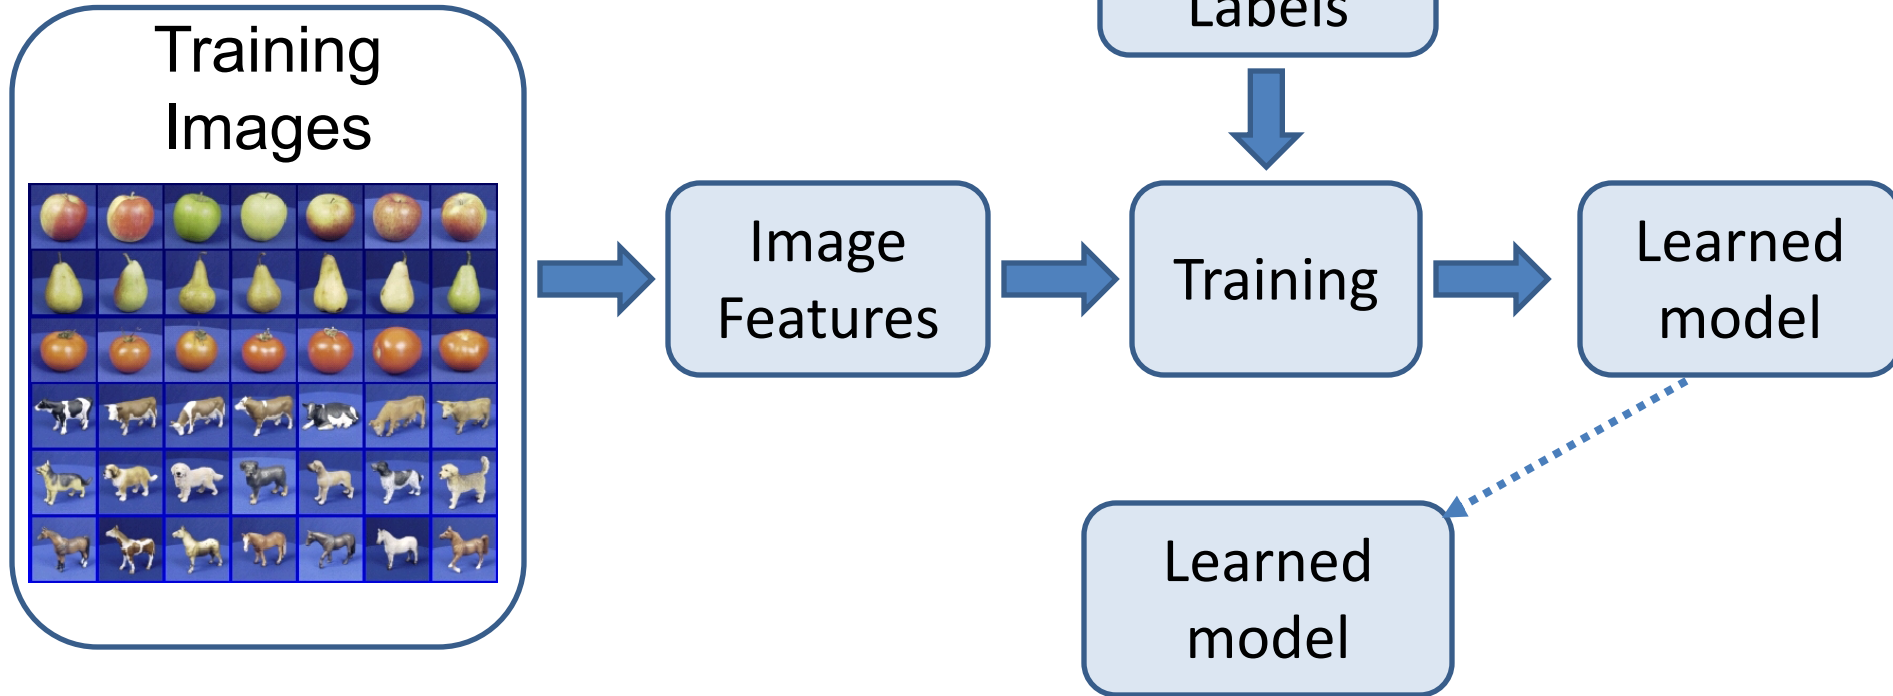 Labels
Training
Images
Image
Features
Training
Learned
model
Learned
model